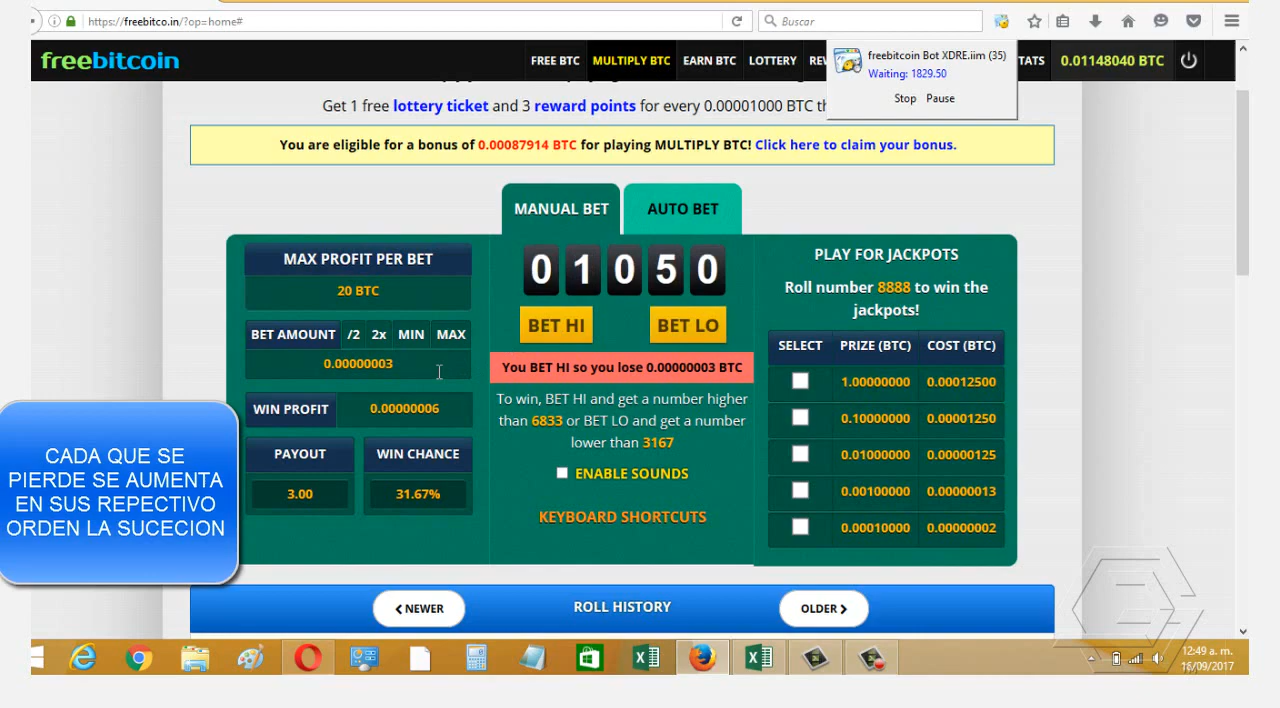 https://freebitco.in/?op=home#
Buscar
freebitcoin
FREE BTC
MULTIPLY BTC
EARN BTC
LOTTERY
TATS
0.01148040 BTC
freebitcoin Bot XDRE.iim (35)
Waiting: 1829.50
Stop Pause
Get 1 free lottery ticket and 3 reward points for every 0.00001000 BTC
You are eligible for a bonus of 0.00087914 BTC for playing MULTIPLY BTC! Click here to claim your bonus.
MANUAL BET
AUTO BET
MAX PROFIT PER BET
20 BTC
BET AMOUNT /2 2x MIN MAX
0.00000003
WIN PROFIT
0.00000006
PAYOUT
WIN CHANCE
3.00
31.67%
0 1 0 5 0
BET HI
BET LO
You BET HI so you lose 0.00000003 BTC
To win, BET HI and get a number higher
than 6833 or BET LO and get a number
lower than 3167
ENABLE SOUNDS
KEYBOARD SHORTCUTS
PLAY FOR JACKPOTS
Roll number 8888 to win the
jackpots!
SELECT PRIZE (BTC) COST (BTC)
1.00000000 0.00012500
0.10000000 0.00001250
0.01000000 0.00000125
0.00100000 0.00000013
0.00010000 0.00000002
CADA QUE SE
PIERDE SE AUMENTA
EN SUS REPECTIVO
ORDEN LA SUCECION
NEWER
ROLL HISTORY
OLDER
12:49 a. m.
16/09/2017